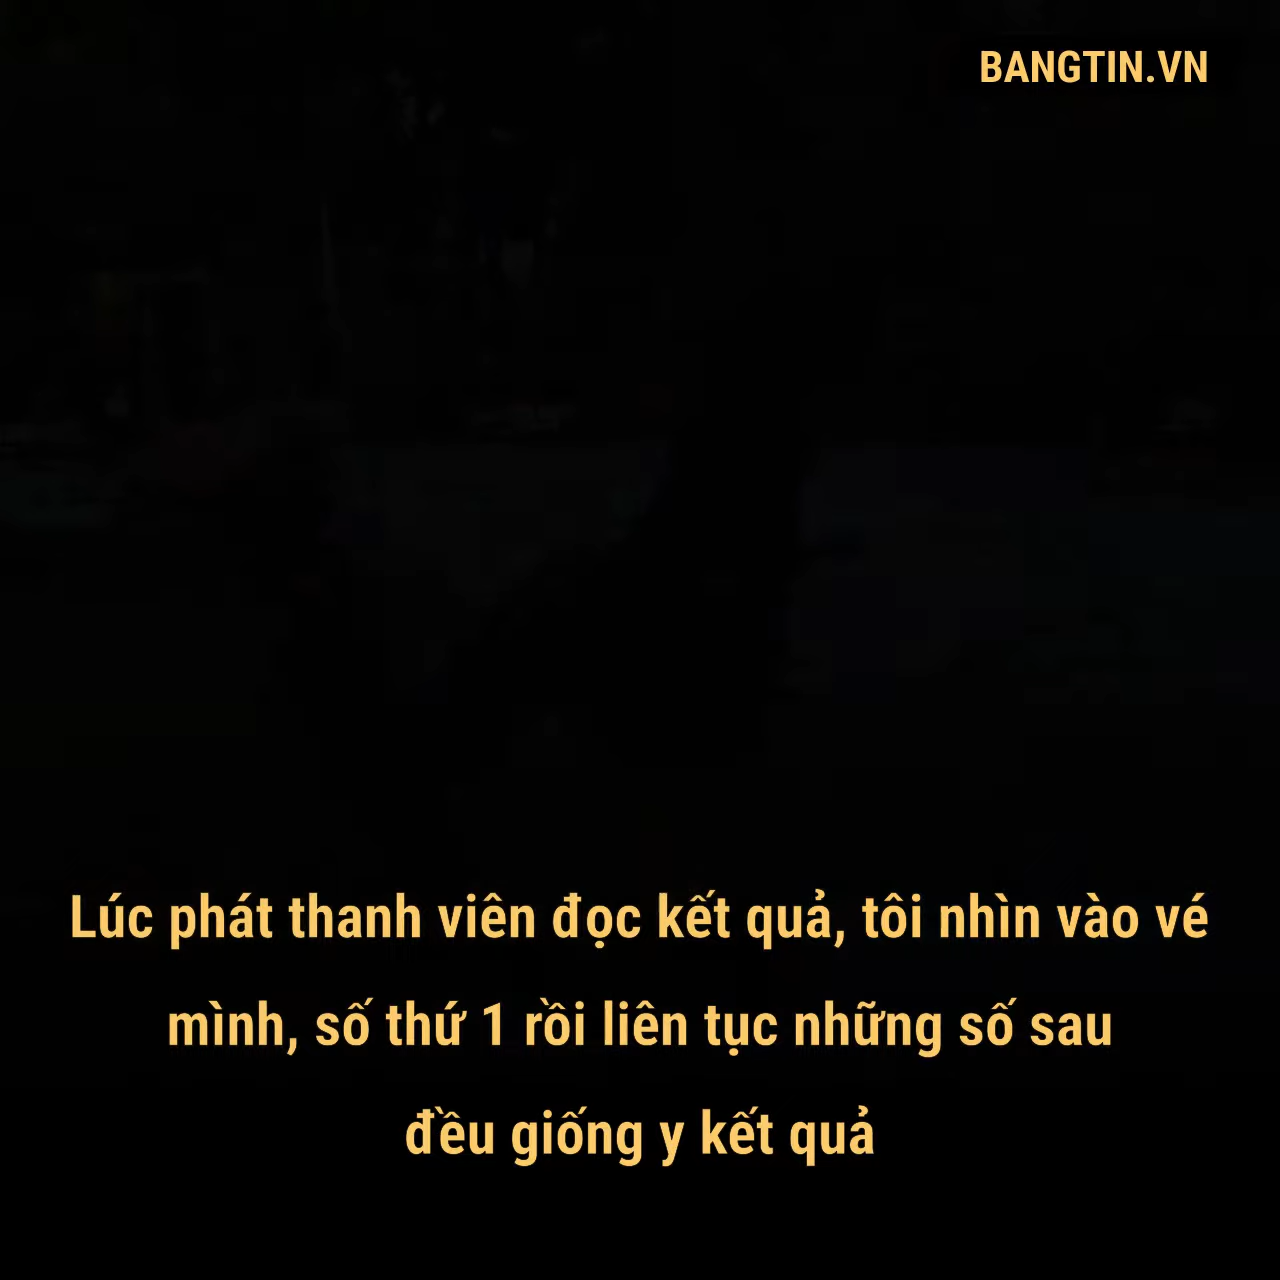 BANGTIN.VN
Lúc phát thanh viên đọc kết quả, tôi nhìn vào vé
mình, số thứ 1 rồi liên tục những số sau
đều giống y kết quả